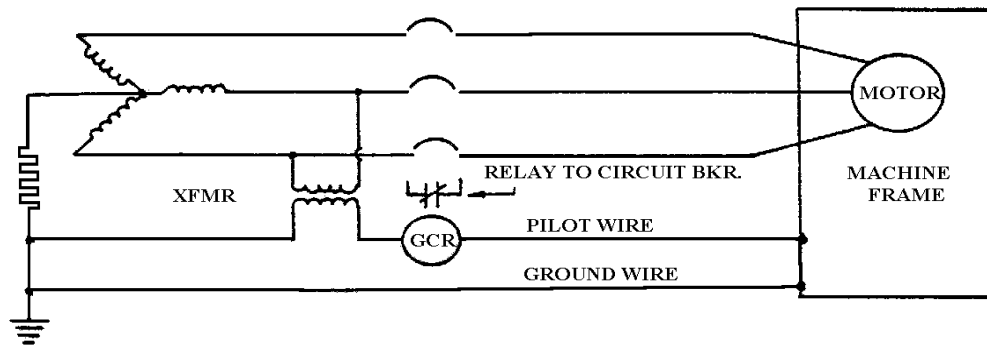 MOTOR
RELAY TO CIRCUIT BKR.
MACHINE
FRAME
XFMR
PILOT WIRE
GCR
GROUND WIRE